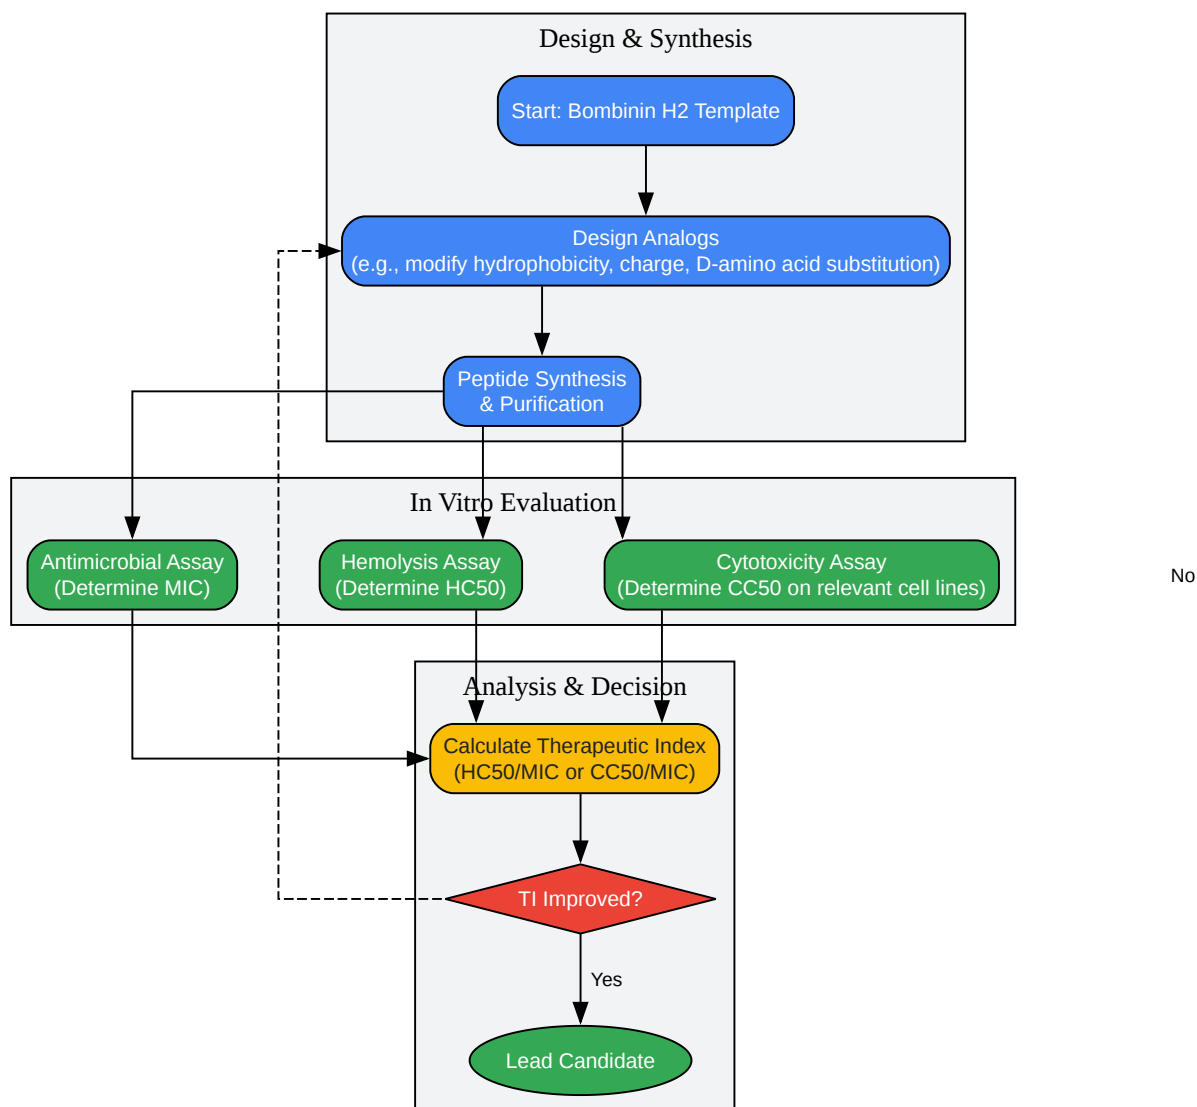 Design & Synthesis
Start: Bombinin H2 Template
Design Analogs
(e.g., modify hydrophobicity, charge, D-amino acid substitution)
Peptide Synthesis
& Purification
In Vitro Evaluation
Antimicrobial Assay
(Determine MIC)
Hemolysis Assay
(Determine HC50)
Cytotoxicity Assay
(Determine CC50 on relevant cell lines)
No
Analysis & Decision
Calculate Therapeutic Index
(HC50/MIC or CC50/MIC)
TI Improved?
Yes
Lead Candidate